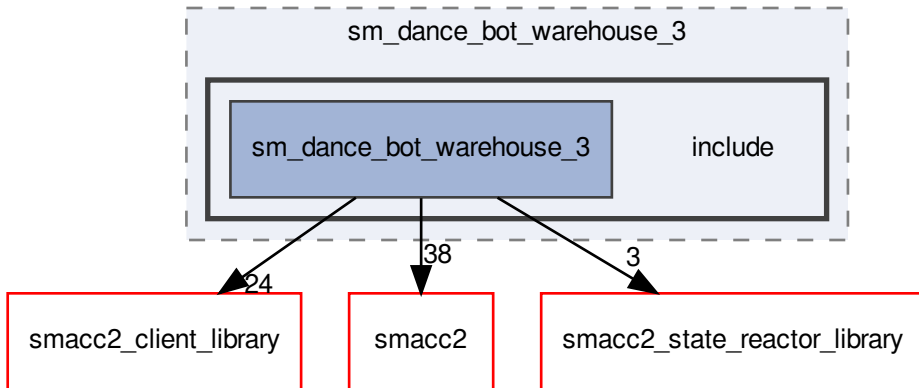 sm_dance_bot_warehouse_3
sm_dance_bot_warehouse_3
include
24
38
3
smacc2_client_library
smacc2
smacc2_state_reactor_library